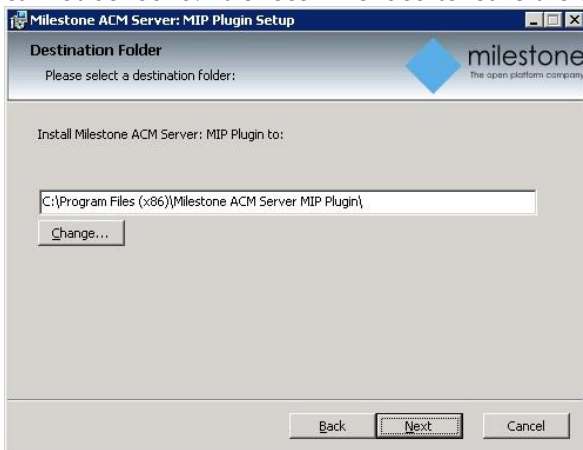 Milestone ACM Server: MIP Plugin Setup
Destination Folder
Please select a destination folder:
milestone
The open platform company
Install Milestone ACM Server: MIP Plugin to:
C:\Program Files (x86)\Milestone ACM Server MIP Plugin\
Change...
Back Next Cancel